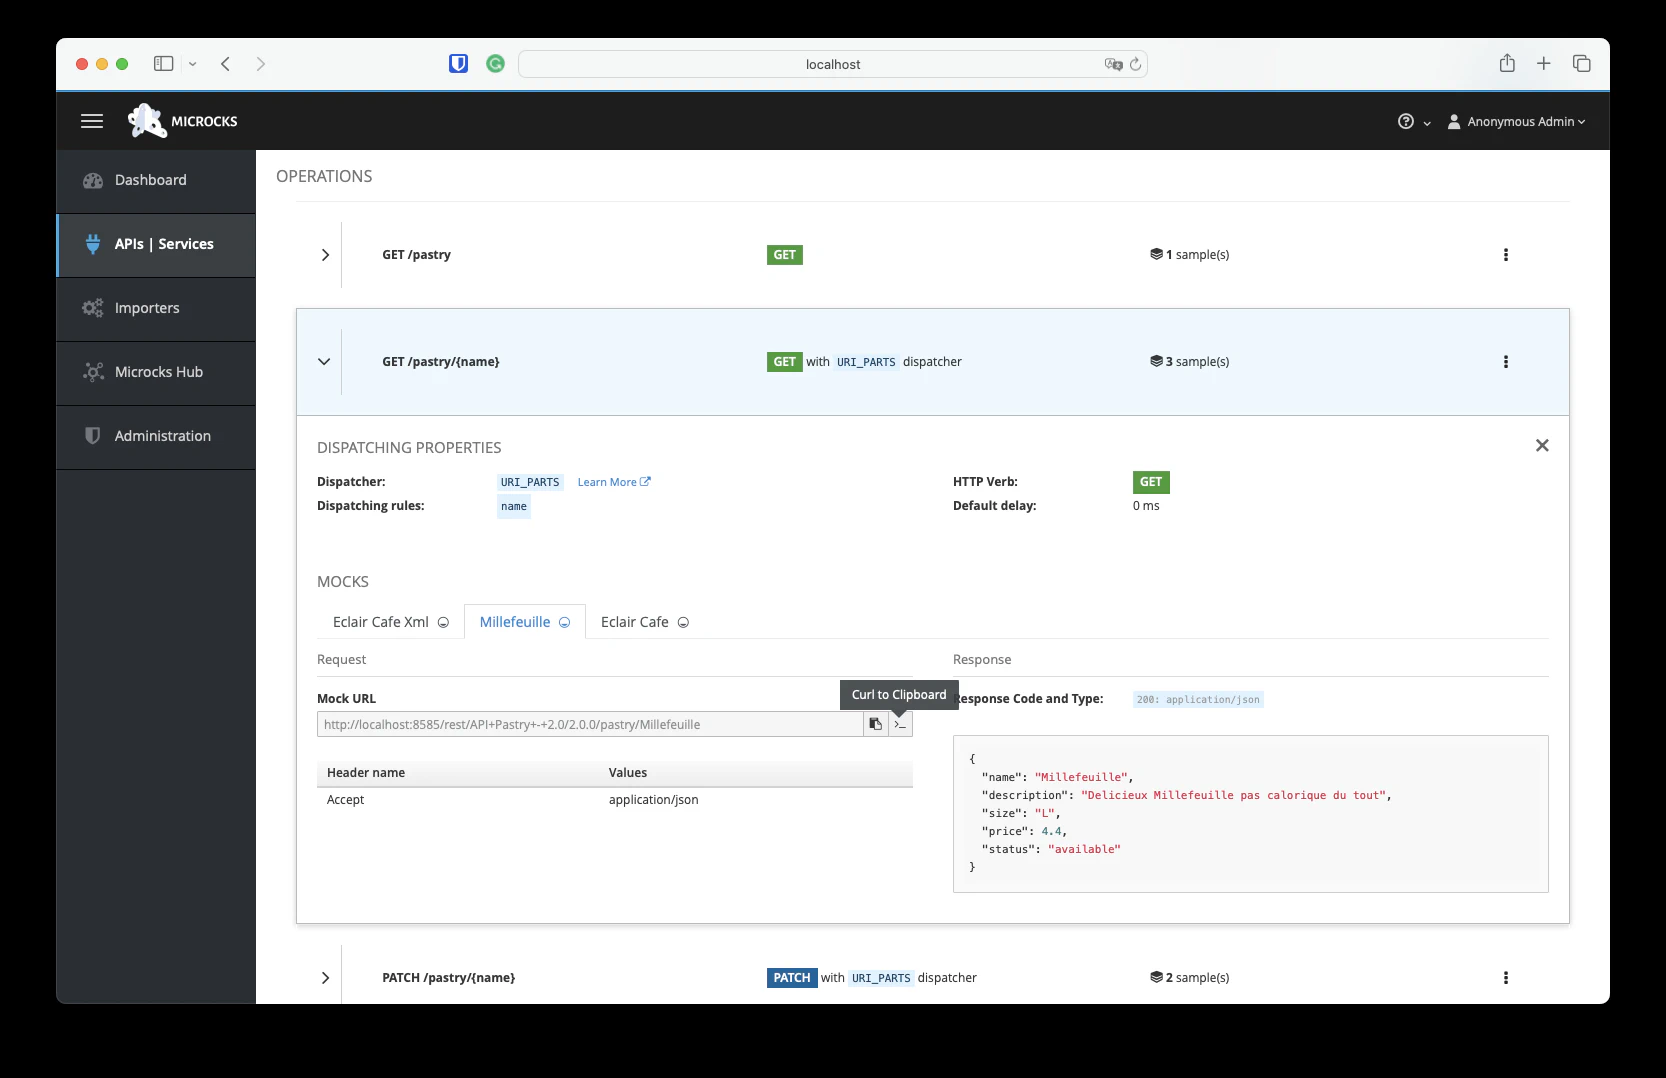 localhost
MICROCKS
Anonymous Admin
Dashboard
APIs | Services
Importers
Microcks Hub
Administration
OPERATIONS
GET /pastry GET 1 sample(s)
GET /pastry/{name} GET with URI_PARTS dispatcher 3 sample(s)
DISPATCHING PROPERTIES
Dispatcher: URI_PARTS Learn More HTTP Verb: GET
Dispatching rules: name Default delay: 0 ms
MOCKS
Eclair Cafe Xml Millefeuille Eclair Cafe
Request
Mock URL
http://localhost:8585/rest/API+Pastry+-+2.0/2.0.0/pastry/Millefeuille
Curl to Clipboard
Header name Values
Accept application/json
Response
Response Code and Type: 200: application/json
{
"name": "Millefeuille",
"description": "Delicieux Millefeuille pas calorique du tout",
"size": "L",
"price": 4.4,
"status": "available"
}
PATCH /pastry/{name} PATCH with URI_PARTS dispatcher 2 sample(s)